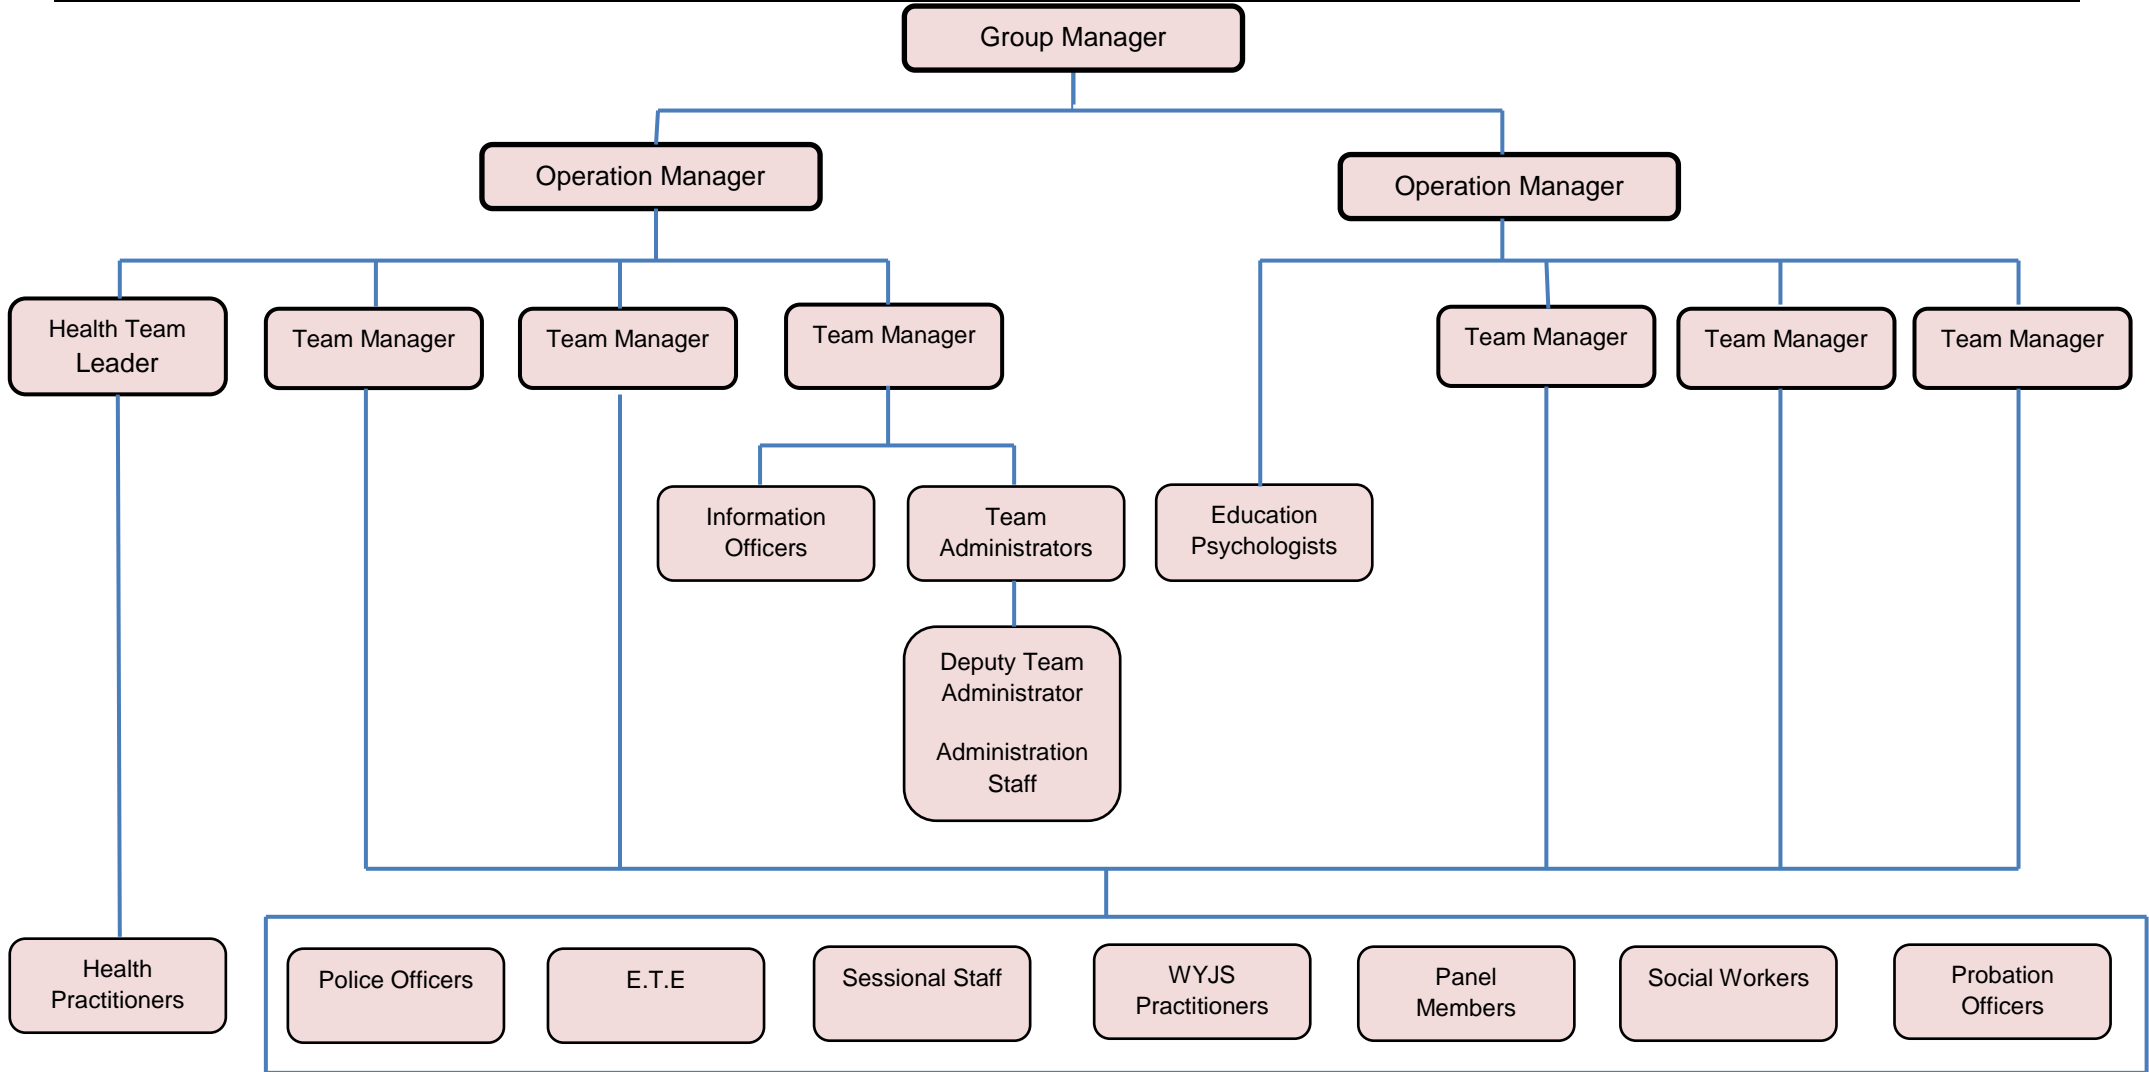 Group Manager
Operation Manager
Operation Manager
Health Team
Leader
Team Manager
Team Manager
Team Manager
Team Manager
Team Manager
Team Manager
Information
Officers
Team
Administrators
Education
Psychologists
Deputy Team
Administrator
Administration
Staff
Health
Practitioners
Police Officers
E.T.E
Sessional Staff
WYJS
Practitioners
Panel
Members
Social Workers
Probation
Officers